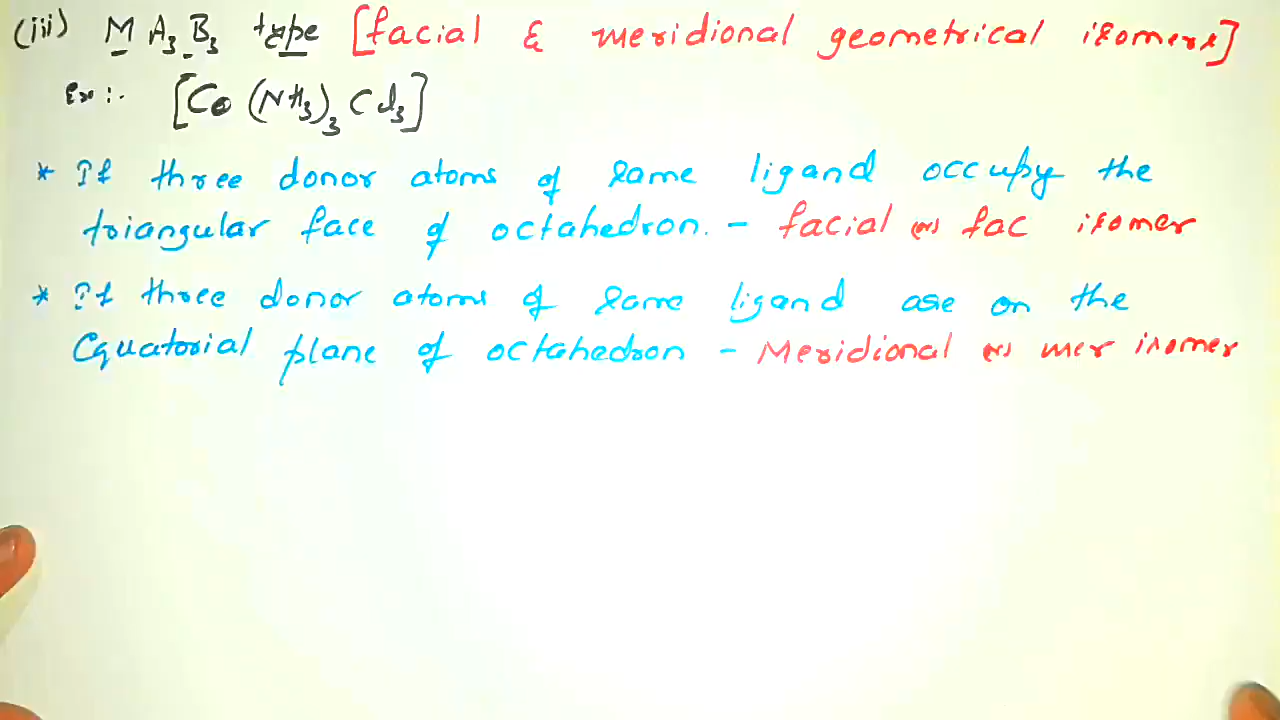 (iii) MA₃B₃ type [facial & meridional geometrical isomers]
Ex :- [Co(NH₃)₃Cl₃]
* If three donor atoms of same ligand occupy the
triangular face of octahedron. - facial (or) fac isomer
* If three donor atoms of same ligand are on the
Equatorial plane of octahedron - Meridional (or) mer isomer